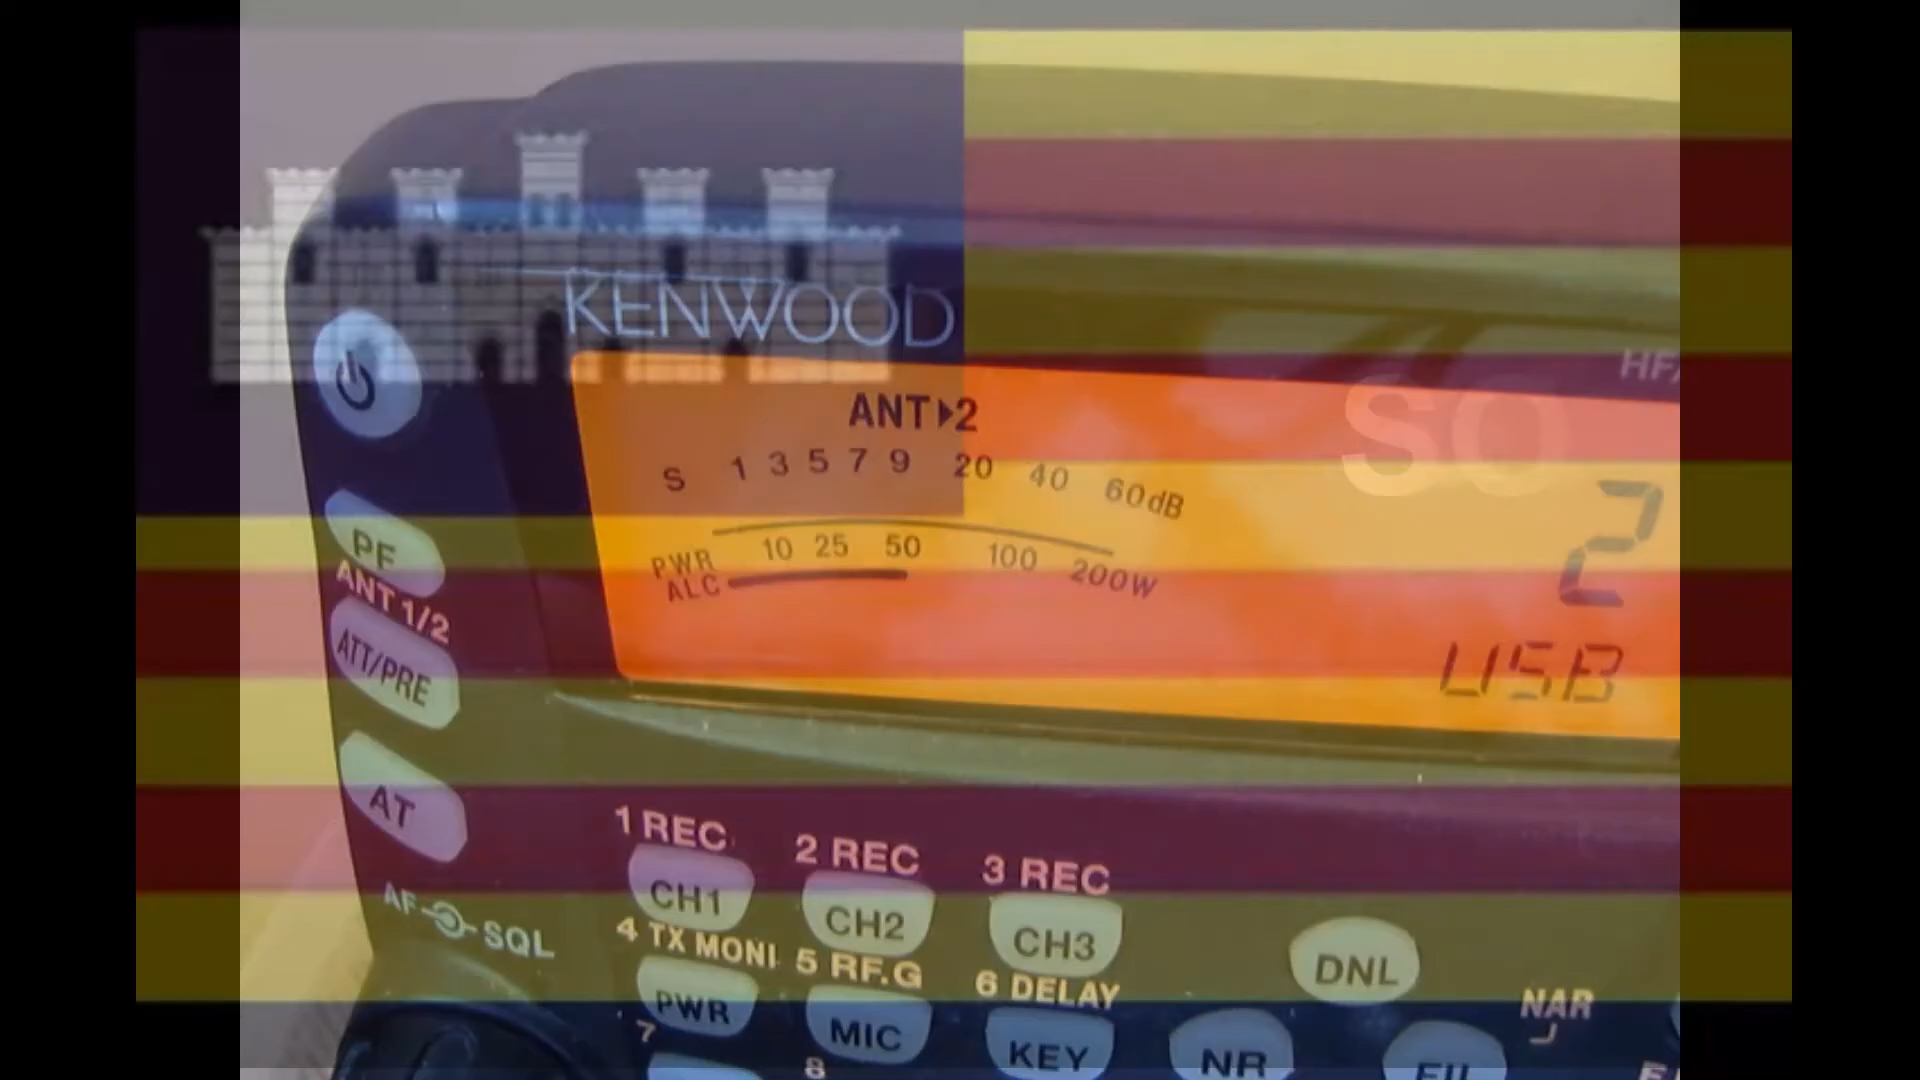 KENWOOD
HF/
ANT▸2
SO
S 1 3 5 7 9 20 40 60dB
2
PWR 10 25 50 100 200W
ALC
PF
ANT 1/2
ATT/PRE
USB
AT
1 REC 2 REC 3 REC
CH1 CH2 CH3
AF SQL
4 TX MONI 5 RF.G 6 DELAY
DNL
PWR MIC KEY NR
NAR
7 8